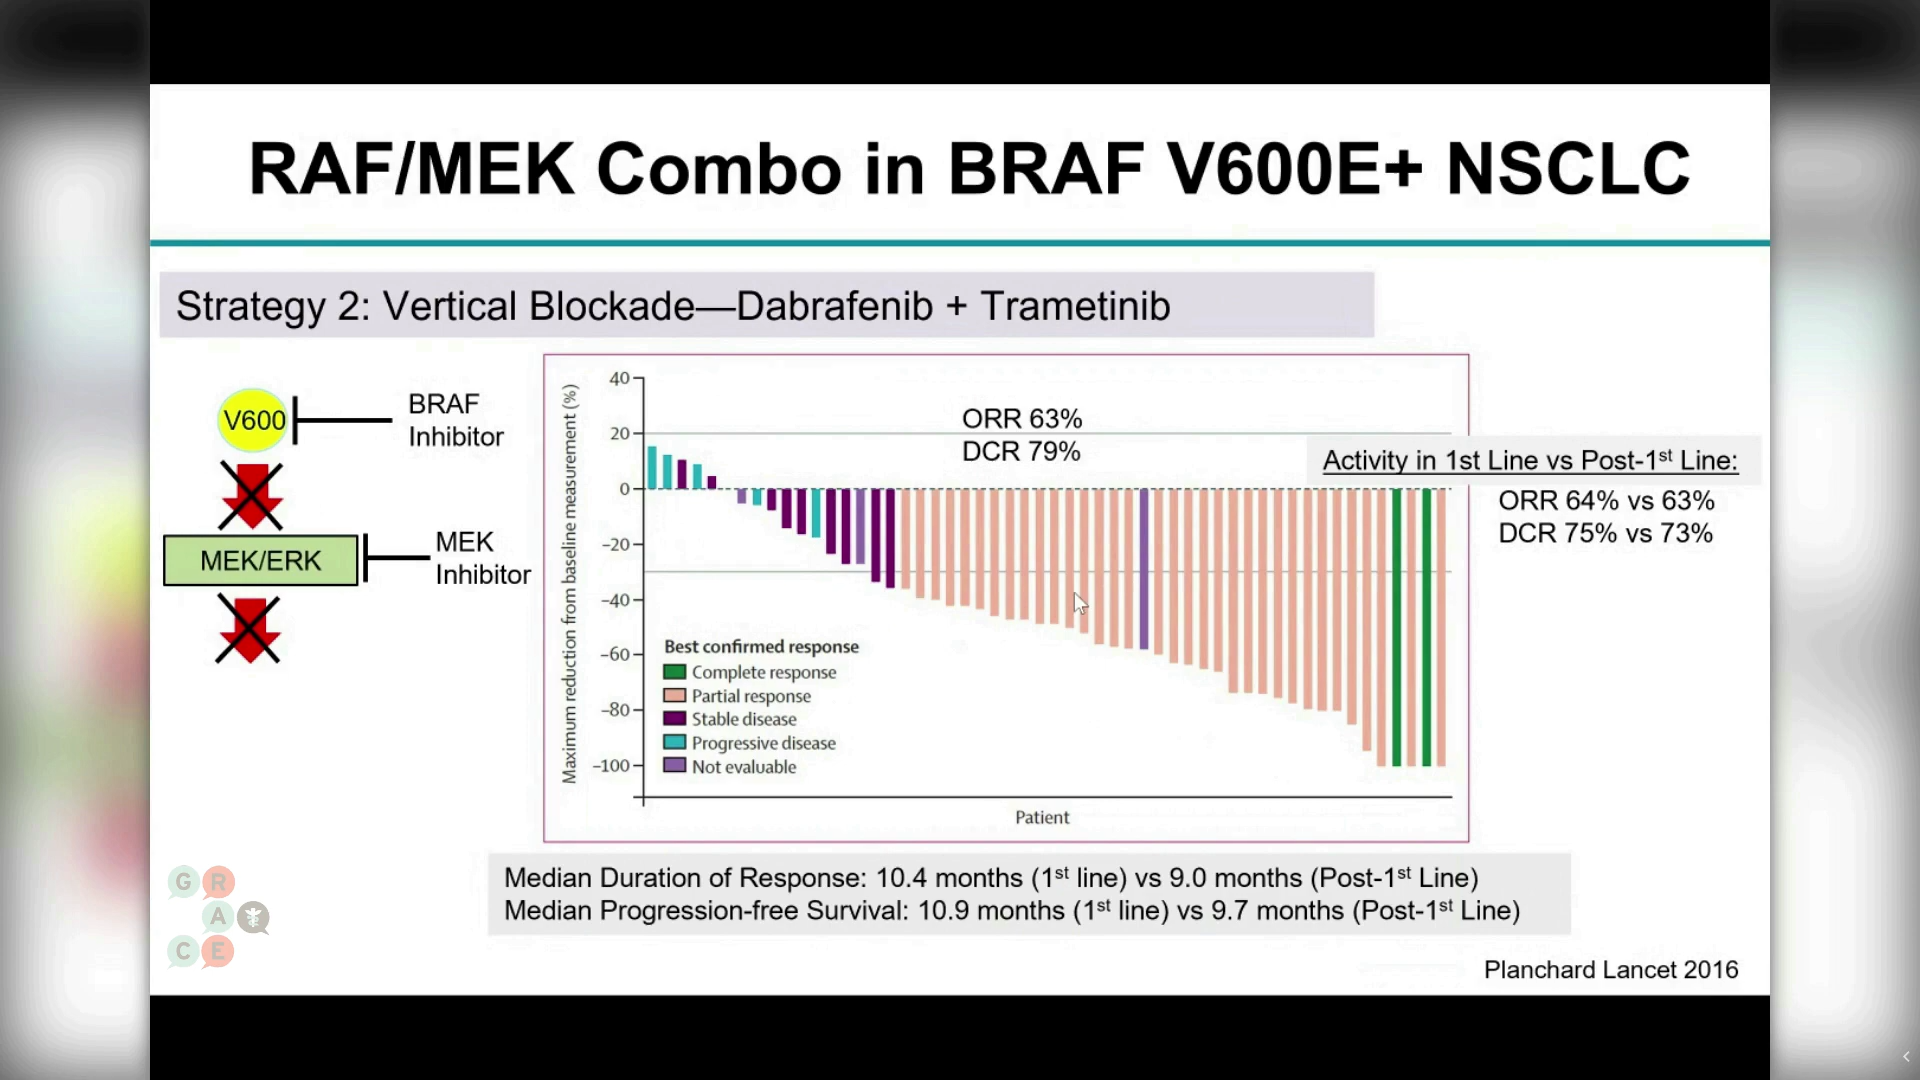 RAF/MEK Combo in BRAF V600E+ NSCLC
Strategy 2: Vertical Blockade—Dabrafenib + Trametinib
V600
BRAF
Inhibitor
MEK/ERK
MEK
Inhibitor
Maximum reduction from baseline measurement (%)
40
20
0
–20
–40
–60
–80
–100
ORR 63%
DCR 79%
Best confirmed response
Complete response
Partial response
Stable disease
Progressive disease
Not evaluable
Patient
Activity in 1st Line vs Post-1st Line:
ORR 64% vs 63%
DCR 75% vs 73%
Median Duration of Response: 10.4 months (1st line) vs 9.0 months (Post-1st Line)
Median Progression-free Survival: 10.9 months (1st line) vs 9.7 months (Post-1st Line)
G R
A
C E
Planchard Lancet 2016